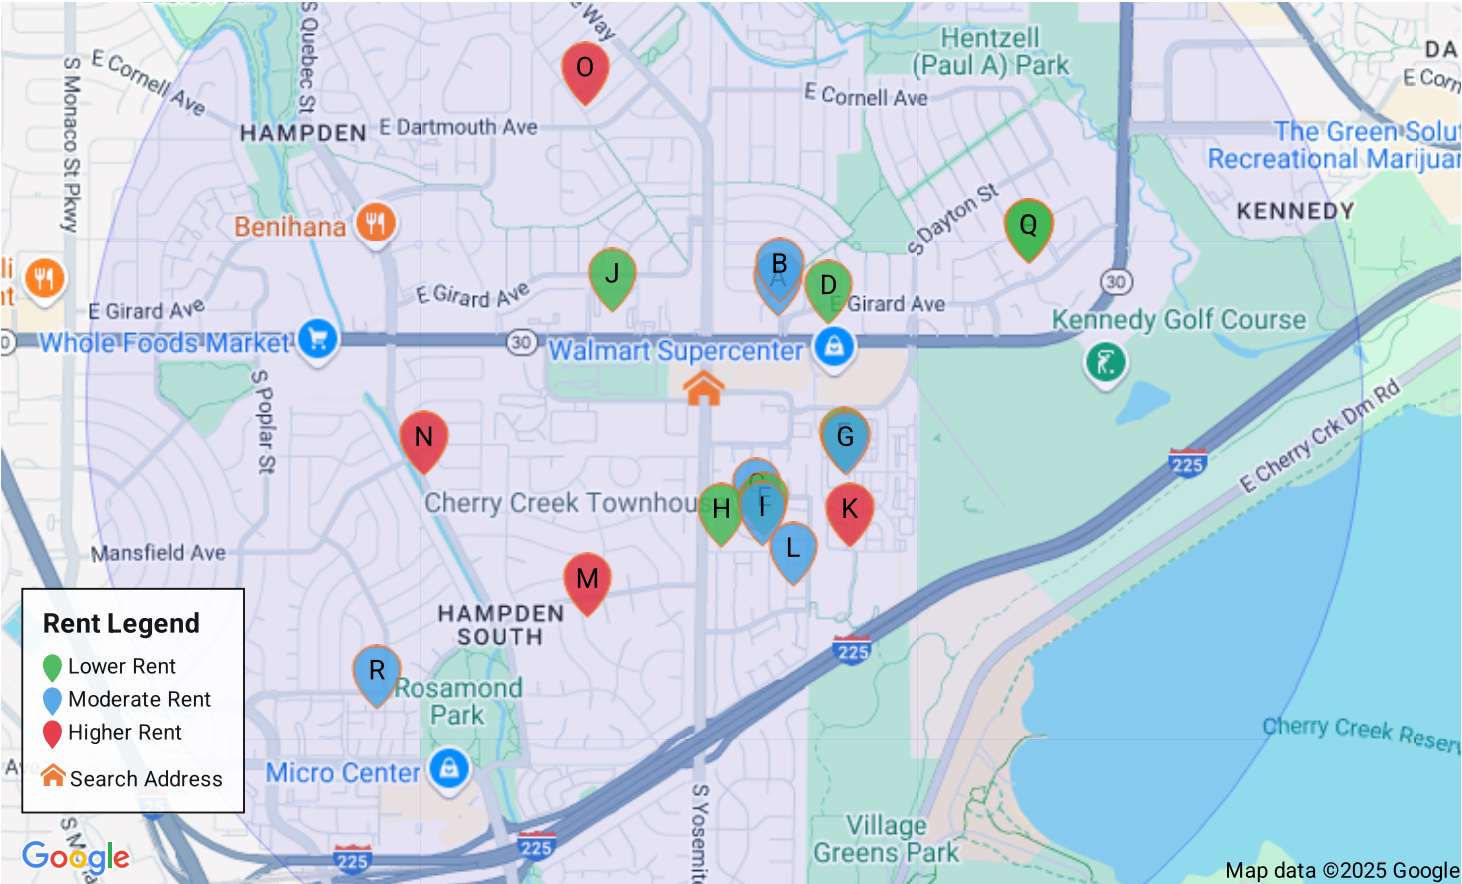 S Quebec St
E Cornell Ave
S Monaco St Pkwy
Way
O
Hentzell
(Paul A) Park
E Cornell Ave
DA
E Corn
HAMPDEN
E Dartmouth Ave
The Green Solut
Recreational Marijuar
KENNEDY
Benihana
S Dayton St
Q
J
B
A
D
E Girard Ave
E Girard Ave
E Girard Ave
30
30
Kennedy Golf Course
Whole Foods Market
Walmart Supercenter
S Poplar St
N
G
E Cherry Crk Dm Rd
225
Cherry Creek Townhous
H
I
K
L
Mansfield Ave
M
HAMPDEN
SOUTH
225
R
Rosamond
Park
Cherry Creek Reserv
Micro Center
S Yosemite
Village
Greens Park
225
225
Rent Legend
Lower Rent
Moderate Rent
Higher Rent
Search Address
Google
Map data ©2025 Google